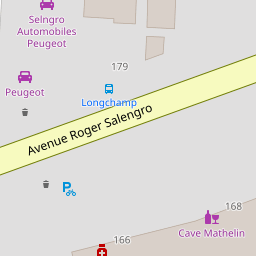 Selngro
Automobiles
Peugeot
179
Peugeot
Longchamp
Avenue Roger Salengro
168
Cave Mathelin
166